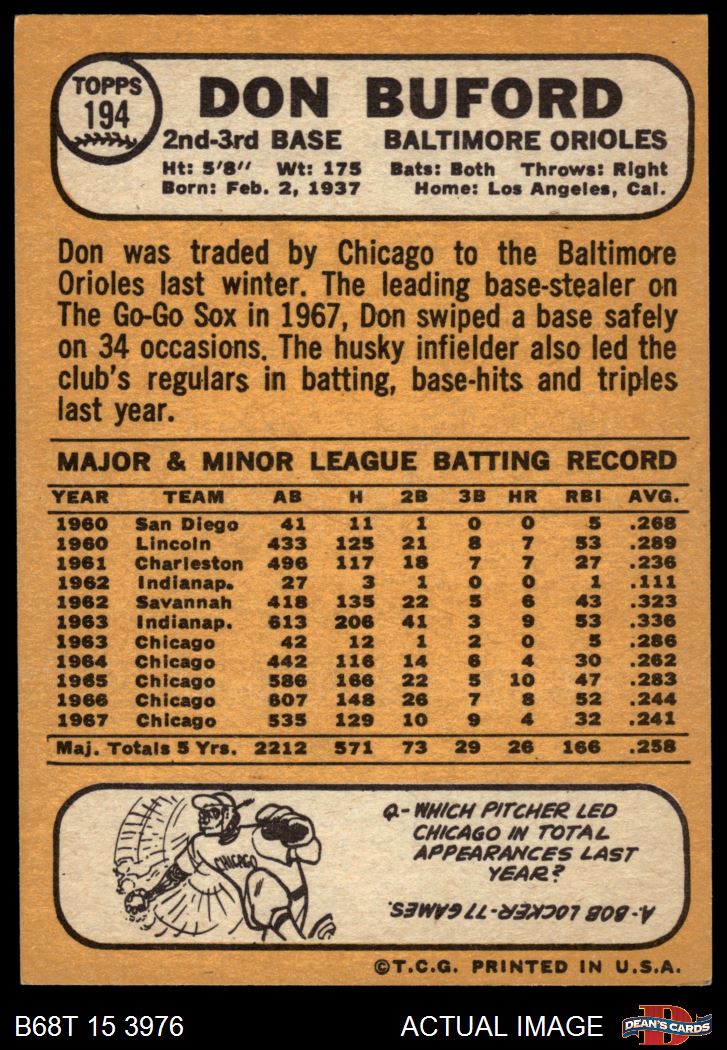 TOPPS
194
DON BUFORD
2nd-3rd BASE BALTIMORE ORIOLES
Ht: 5'8" Wt: 175 Bats: Both Throws: Right
Born: Feb. 2, 1937 Home: Los Angeles, Cal.
Don was traded by Chicago to the Baltimore
Orioles last winter. The leading base-stealer on
The Go-Go Sox in 1967, Don swiped a base safely
on 34 occasions. The husky infielder also led the
club's regulars in batting, base-hits and triples
last year.
MAJOR & MINOR LEAGUE BATTING RECORD
YEAR TEAM AB H 2B 3B HR RBI AVG.
1960 San Diego 41 11 1 0 0 5 .268
1960 Lincoln 433 125 21 8 7 53 .289
1961 Charleston 496 117 18 7 7 27 .236
1962 Indianap. 27 3 1 0 0 1 .111
1962 Savannah 418 135 22 5 6 43 .323
1963 Indianap. 613 206 41 3 9 53 .336
1963 Chicago 42 12 1 2 0 5 .286
1964 Chicago 442 116 14 6 4 30 .262
1965 Chicago 586 166 22 5 10 47 .283
1966 Chicago 607 148 26 7 8 52 .244
1967 Chicago 535 129 10 9 4 32 .241
Maj. Totals 5 Yrs. 2212 571 73 29 26 166 .258
CHICAGO
Q-WHICH PITCHER LED
CHICAGO IN TOTAL
APPEARANCES LAST
YEAR?
A-BOB LOCKER-77 GAMES.
©T.C.G. PRINTED IN U.S.A.
B68T 15 3976 ACTUAL IMAGE
D
DEAN'S CARDS